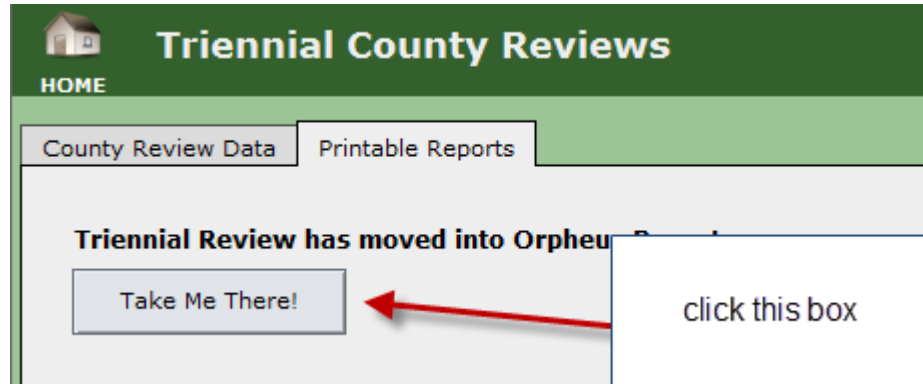 Triennial County Reviews
HOME
County Review Data
Printable Reports
Triennial Review has moved into
Take Me There!
click this box